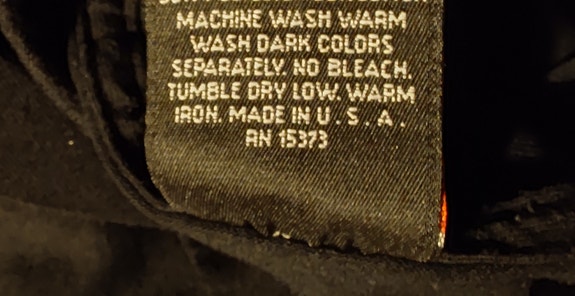 MACHINE WASH WARM
WASH DARK COLORS
SEPARATELY. NO BLEACH.
TUMBLE DRY LOW. WARM
IRON. MADE IN U . S . A .
RN 15373